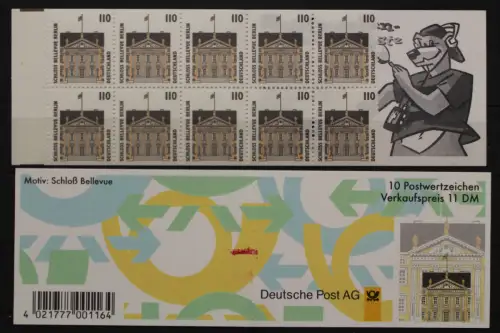 110 110 110 110 110
SCHLOSS BELLEVUE BERLIN DEUTSCHLAND
SCHLOSS BELLEVUE BERLIN DEUTSCHLAND
SCHLOSS BELLEVUE BERLIN DEUTSCHLAND
SCHLOSS BELLEVUE BERLIN DEUTSCHLAND
SCHLOSS BELLEVUE BERLIN DEUTSCHLAND
110 110 110 110 110
SCHLOSS BELLEVUE BERLIN DEUTSCHLAND
SCHLOSS BELLEVUE BERLIN DEUTSCHLAND
SCHLOSS BELLEVUE BERLIN DEUTSCHLAND
SCHLOSS BELLEVUE BERLIN DEUTSCHLAND
SCHLOSS BELLEVUE BERLIN DEUTSCHLAND
Motiv: Schloß Bellevue
10 Postwertzeichen
Verkaufspreis 11 DM
Deutsche Post AG
4 021777 001164